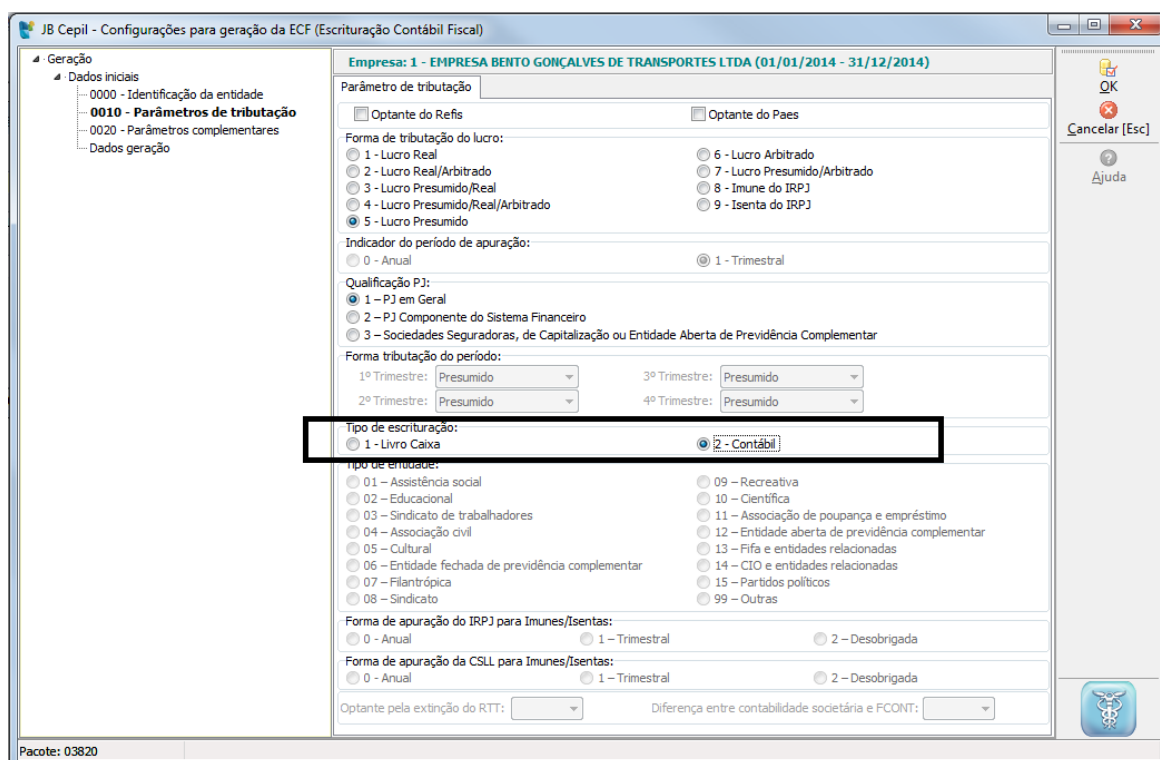 JB Cepil - Configurações para geração da ECF (Escrituração Contábil Fiscal)
Geração
Dados iniciais
0000 - Identificação da entidade
0010 - Parâmetros de tributação
0020 - Parâmetros complementares
Dados geração
Empresa: 1 - EMPRESA BENTO GONÇALVES DE TRANSPORTES LTDA (01/01/2014 - 31/12/2014)
Parâmetro de tributação
Optante do Refis Optante do Paes
Forma de tributação do lucro:
1 - Lucro Real 6 - Lucro Arbitrado
2 - Lucro Real/Arbitrado 7 - Lucro Presumido/Arbitrado
3 - Lucro Presumido/Real 8 - Imune do IRPJ
4 - Lucro Presumido/Real/Arbitrado 9 - Isenta do IRPJ
5 - Lucro Presumido
Indicador do período de apuração:
0 - Anual 1 - Trimestral
Qualificação PJ:
1 – PJ em Geral
2 – PJ Componente do Sistema Financeiro
3 – Sociedades Seguradoras, de Capitalização ou Entidade Aberta de Previdência Complementar
Forma tributação do período:
1º Trimestre: Presumido 3º Trimestre: Presumido
2º Trimestre: Presumido 4º Trimestre: Presumido
Tipo de escrituração:
1 - Livro Caixa 2 - Contábil
Tipo de entidade:
01 – Assistência social 09 – Recreativa
02 – Educacional 10 – Científica
03 – Sindicato de trabalhadores 11 – Associação de poupança e empréstimo
04 – Associação civil 12 – Entidade aberta de previdência complementar
05 – Cultural 13 – Fifa e entidades relacionadas
06 – Entidade fechada de previdência complementar 14 – CIO e entidades relacionadas
07 – Filantrópica 15 – Partidos políticos
08 – Sindicato 99 – Outras
Forma de apuração do IRPJ para Imunes/Isentas:
0 - Anual 1 – Trimestral 2 – Desobrigada
Forma de apuração da CSLL para Imunes/Isentas:
0 - Anual 1 – Trimestral 2 – Desobrigada
Optante pela extinção do RTT: Diferença entre contabilidade societária e FCONT:
OK
Cancelar [Esc]
Ajuda
Pacote: 03820